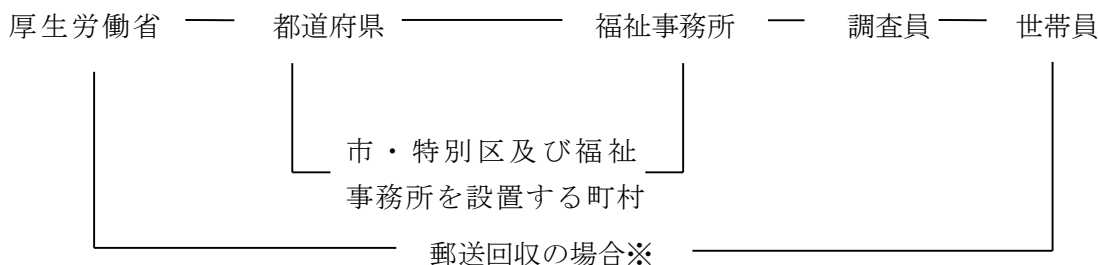 厚生労働省 都道府県 福祉事務所 調査員 世帯員
市・特別区及び福祉
事務所を設置する町村
郵送回収の場合※